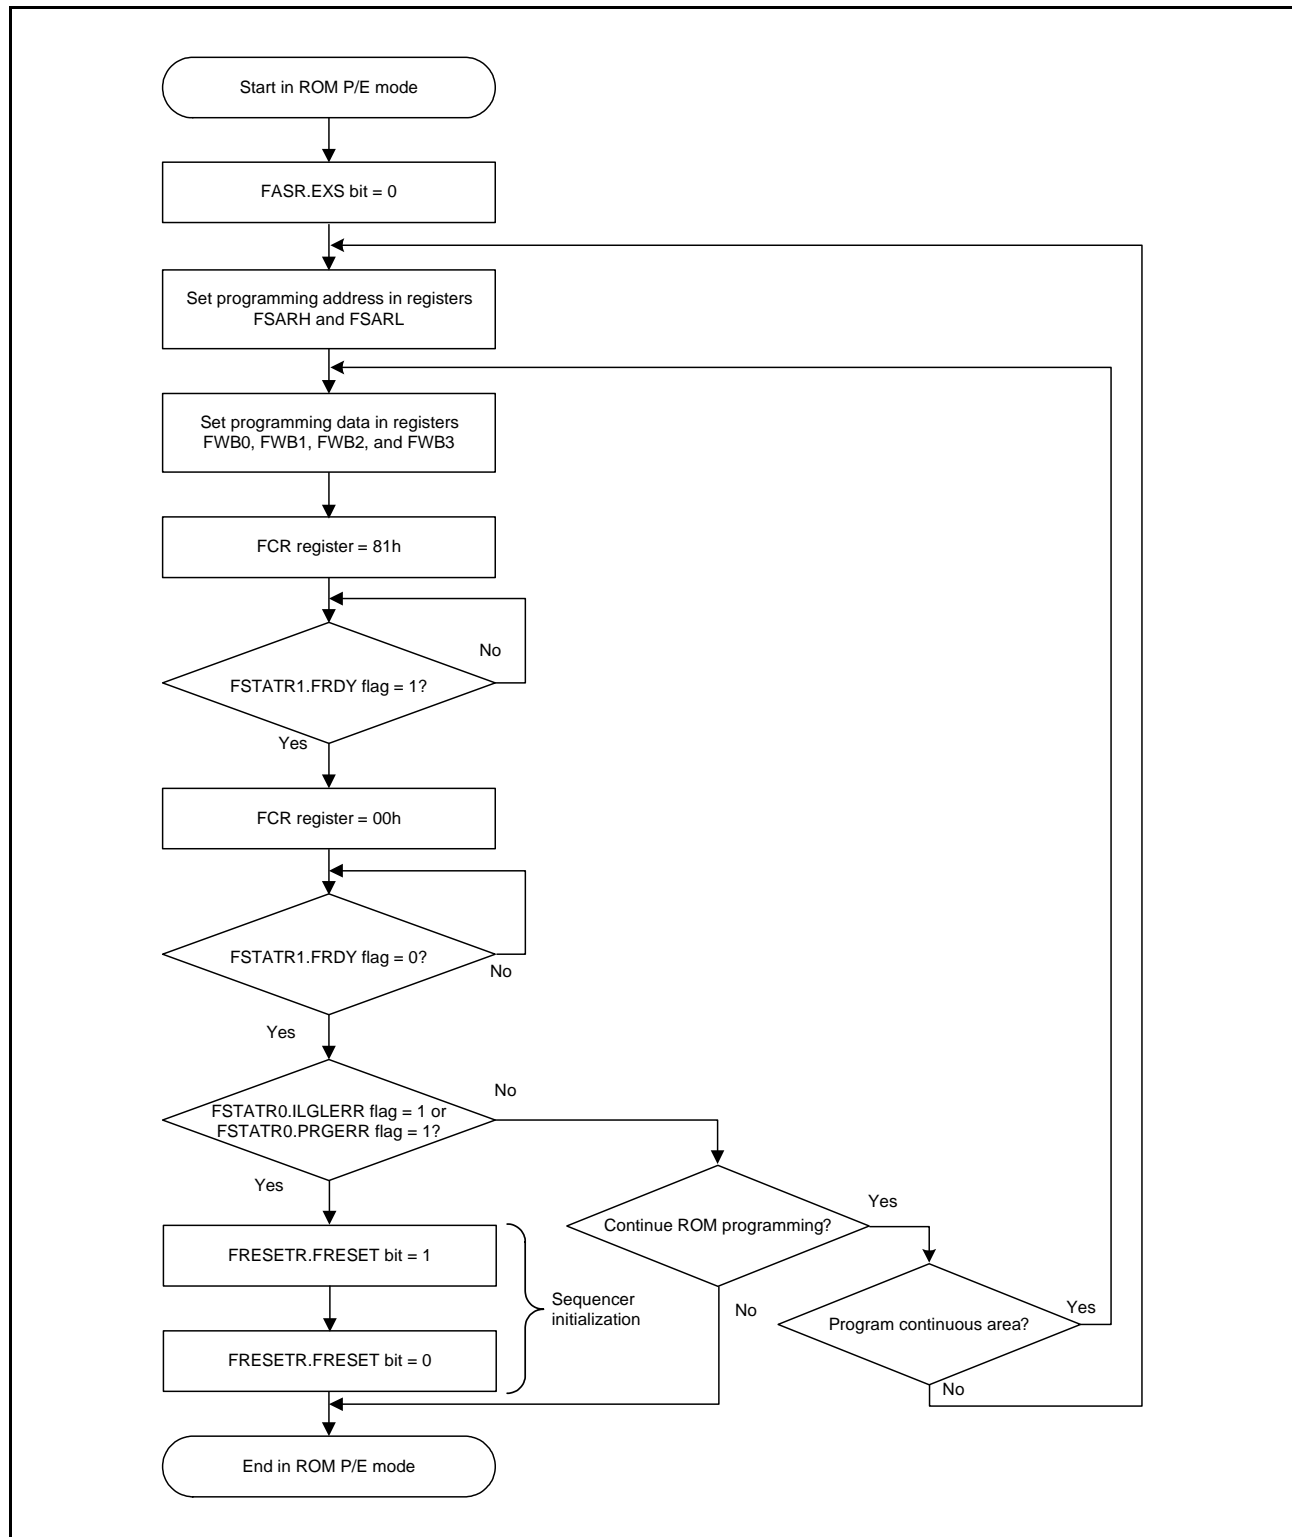 Start in ROM P/E mode
FASR.EXS bit = 0
Set programming address in registers
FSARH and FSARL
Set programming data in registers
FWB0, FWB1, FWB2, and FWB3
FCR register = 81h
No
FSTATR1.FRDY flag = 1?
Yes
FCR register = 00h
FSTATR1.FRDY flag = 0?
No
Yes
No
FSTATR0.ILGLERR flag = 1 or
FSTATR0.PRGERR flag = 1?
Yes
Yes
Continue ROM programming?
FRESETR.FRESET bit = 1
Sequencer
initialization
No
Yes
Program continuous area?
FRESETR.FRESET bit = 0
No
End in ROM P/E mode